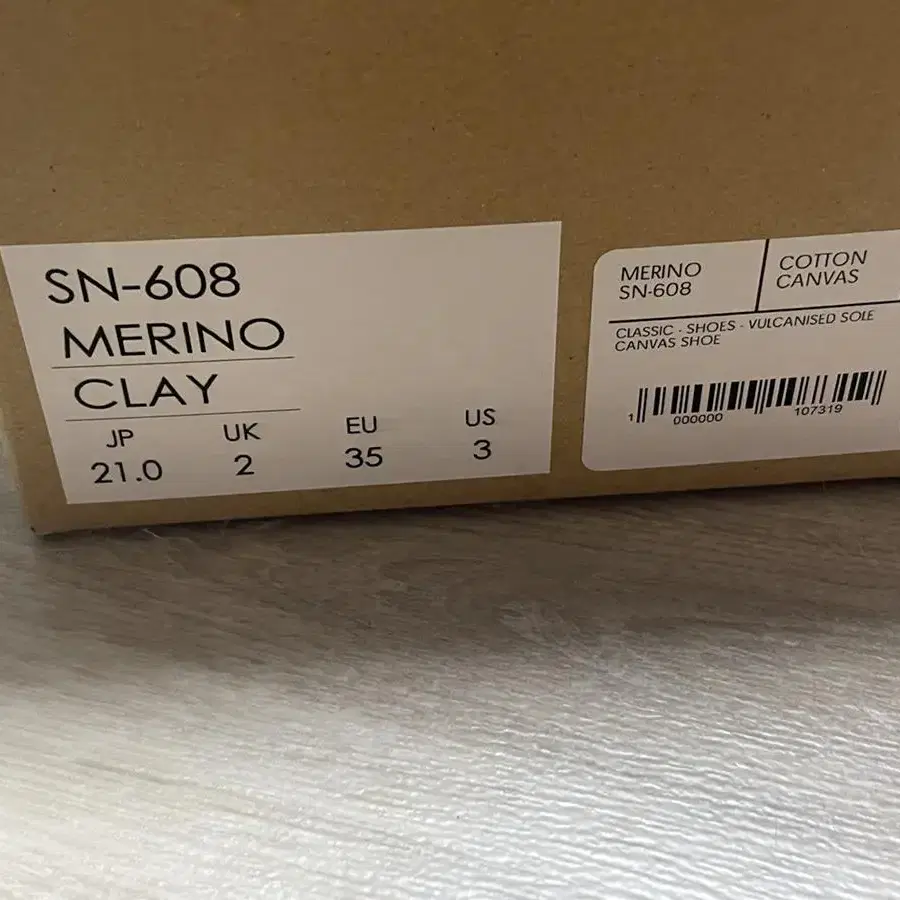 SN-608
MERINO
CLAY
JP UK EU US
21.0 2 35 3
MERINO
SN-608
COTTON
CANVAS
CLASSIC - SHOES - VULCANISED SOLE
CANVAS SHOE
1 000000 107319